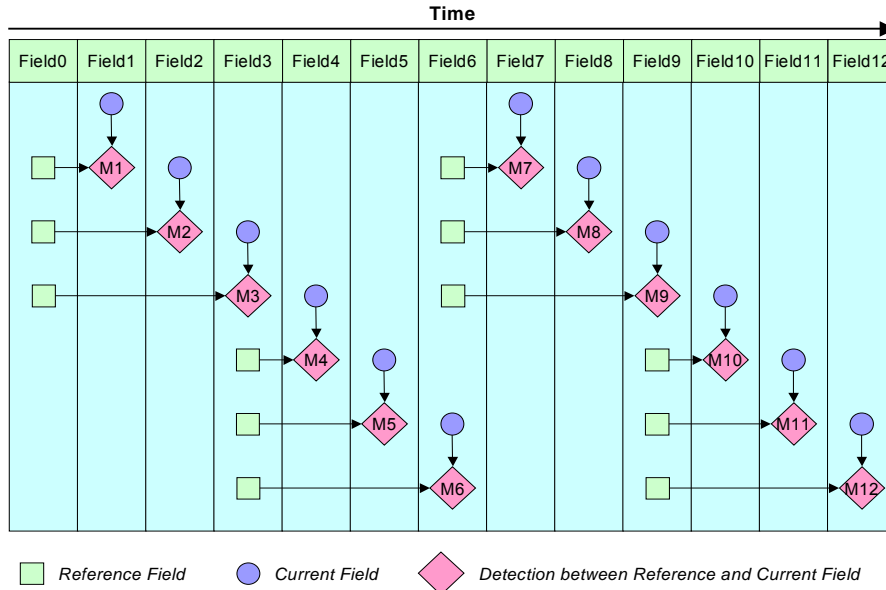 Time
Field0 Field1 Field2 Field3 Field4 Field5 Field6 Field7 Field8 Field9 Field10 Field11 Field12
M1 M7
M2 M8
M3 M9
M4 M10
M5 M11
M6 M12
Reference Field Current Field Detection between Reference and Current Field